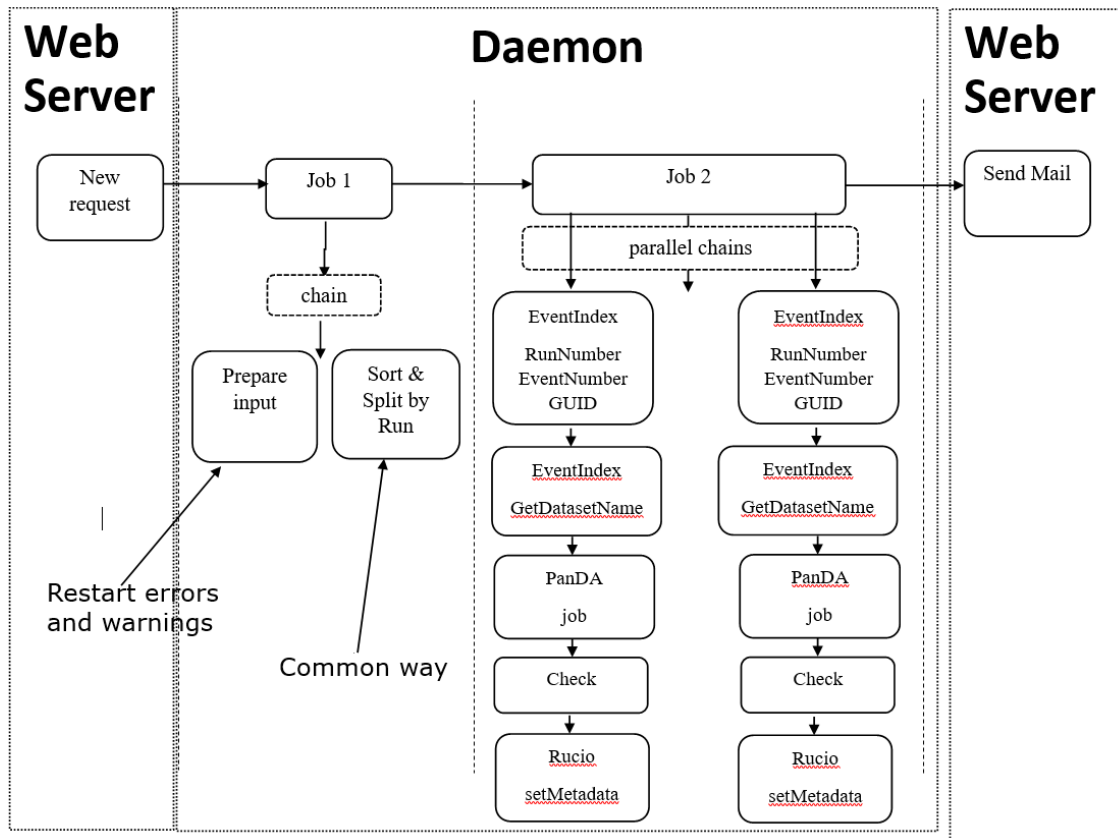 Web
Server
Daemon
Web
Server
New
request
Job 1
Job 2
Send Mail
chain
parallel chains
Prepare
input
Sort &
Split by
Run
EventIndex
RunNumber
EventNumber
GUID
EventIndex
RunNumber
EventNumber
GUID
EventIndex
GetDatasetName
EventIndex
GetDatasetName
Restart errors
and warnings
Common way
PanDA
job
PanDA
job
Check
Check
Rucio
setMetadata
Rucio
setMetadata